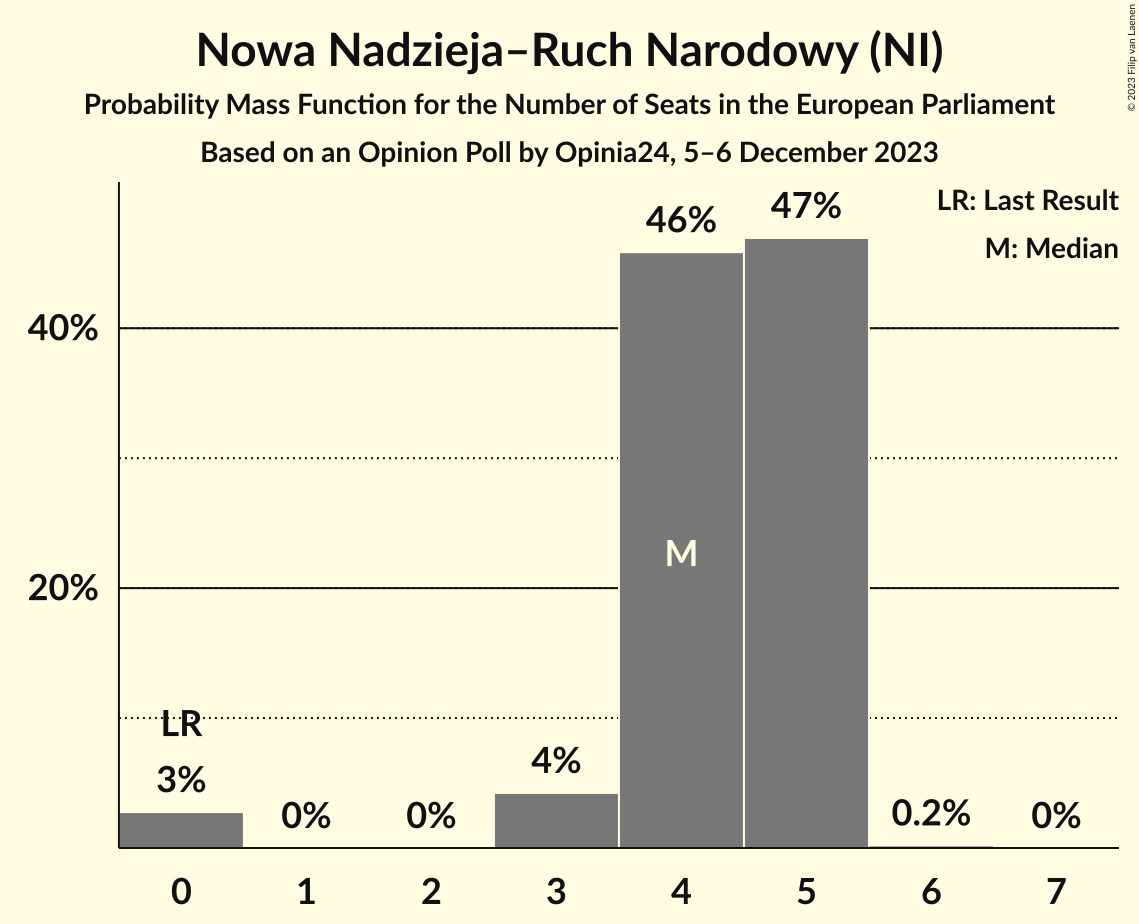 Nowa Nadzieja–Ruch Narodowy (NI)
Probability Mass Function for the Number of Seats in the European Parliament
Based on an Opinion Poll by Opinia24, 5–6 December 2023
© 2023 Filip van Laenen
LR: Last Result
M: Median
46%
47%
40%
M
20%
LR
3%
0%
0%
4%
0.2%
0%
0 1 2 3 4 5 6 7